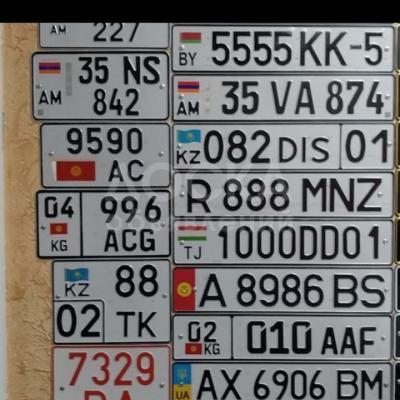 AM 227
35 NS
AM 842
9590
AC
04 996
KG ACG
KZ 88
02 TK
7329
BY 5555 KK-5
AM 35 VA 874
KZ 082 DIS 01
R 888 MNZ
TJ 1000DD01
A 8986 BS
02 KG 010 AAF
UA AX 6906 BM